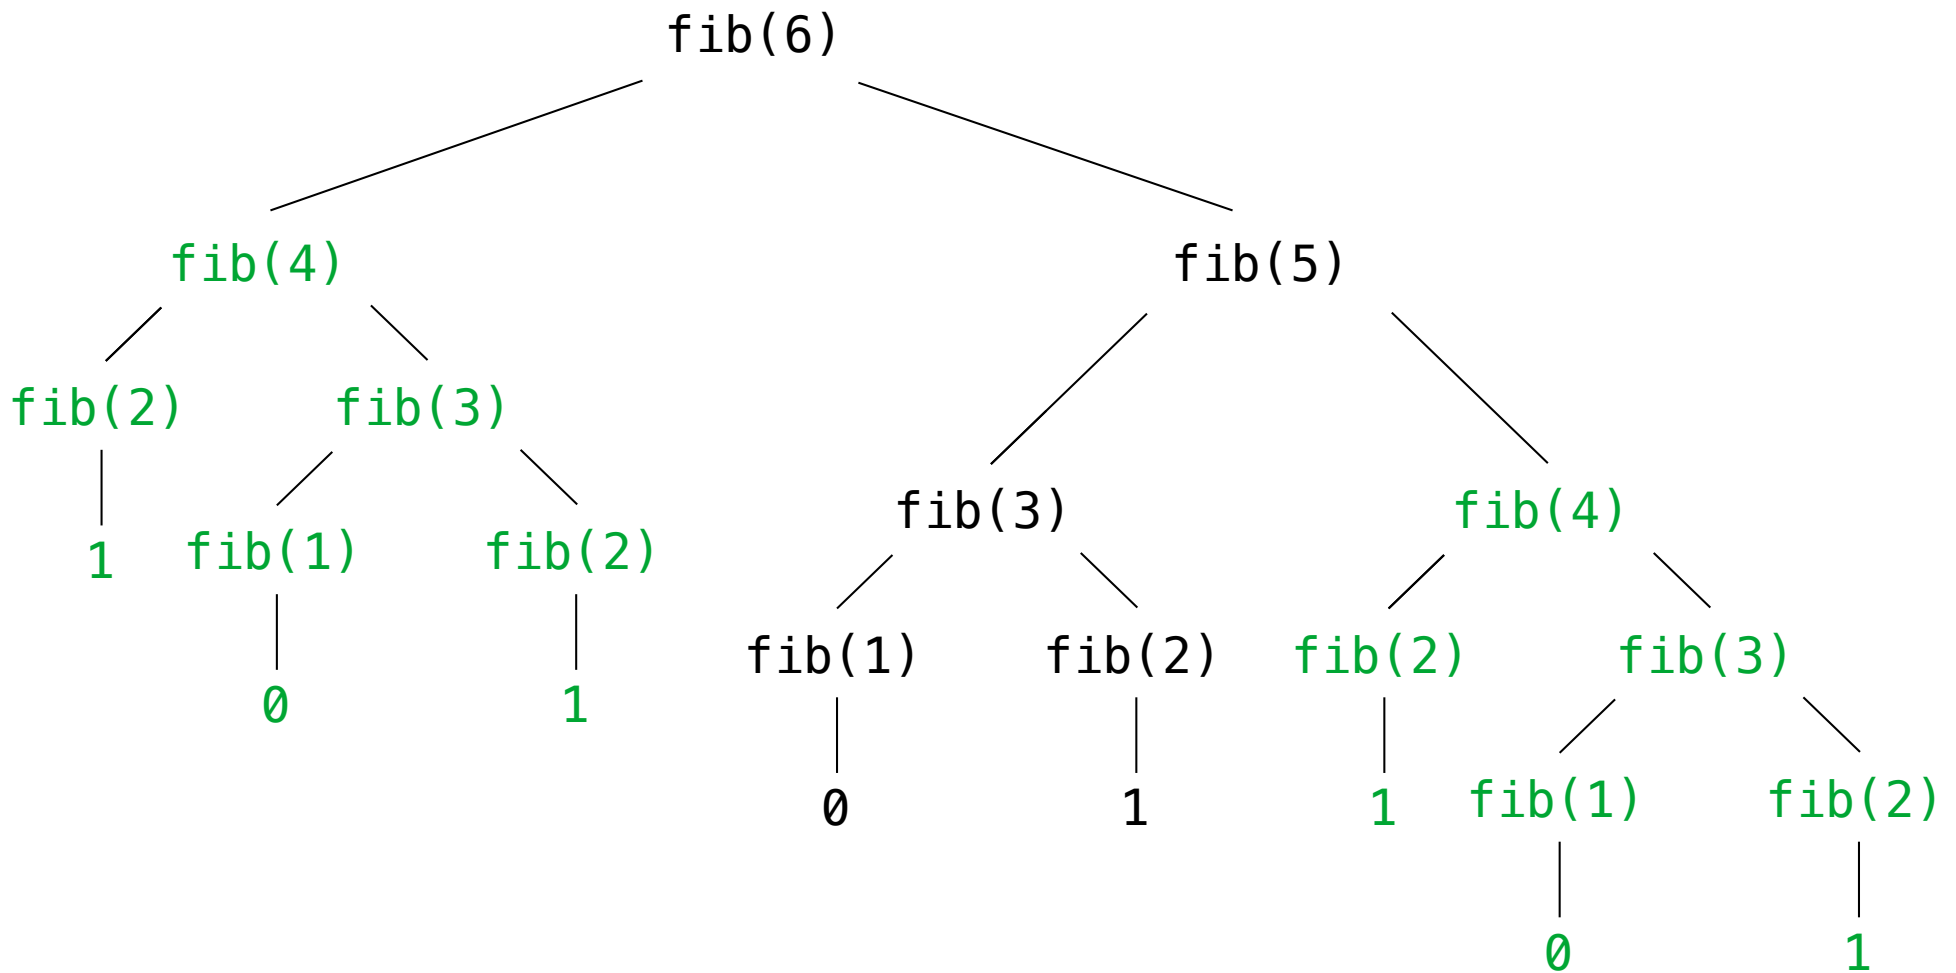 fib(6)
fib(4) fib(5)
fib(2) fib(3)
fib(3) fib(4)
1 fib(1) fib(2)
fib(1) fib(2) fib(2) fib(3)
0 1
0 1 1 fib(1) fib(2)
0 1